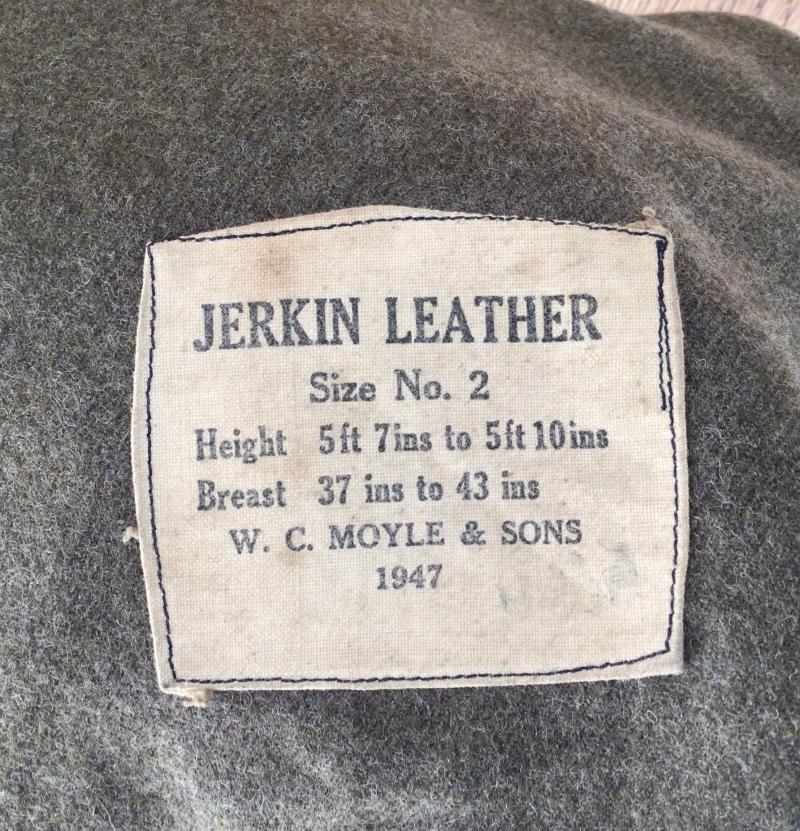 JERKIN LEATHER
Size No. 2
Height 5ft 7ins to 5ft 10ins
Breast 37 ins to 43 ins
W. C. MOYLE & SONS
1947